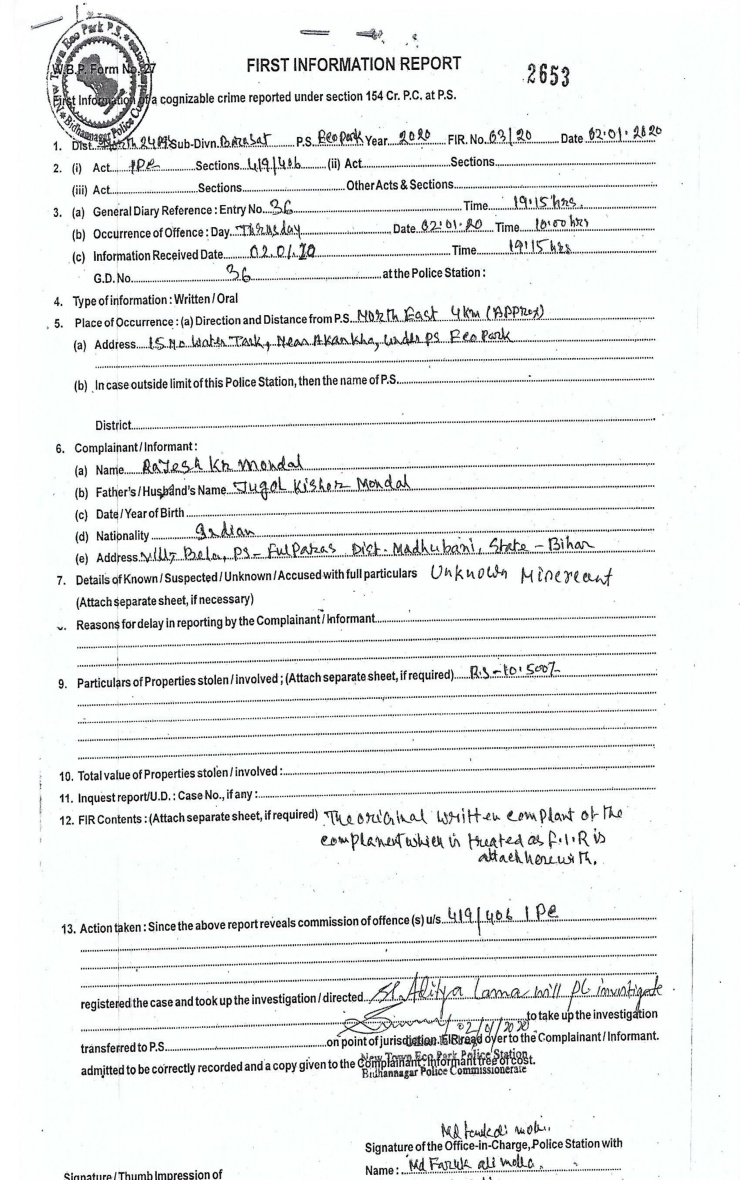 FIRST INFORMATION REPORT
2653
W.B.P. Form No. 27
First Information of a cognizable crime reported under section 154 Cr. P.C. at P.S.
New Town Eco Park P.S.
Bidhannagar Police
1. Dist. North 24 Pgs Sub-Divn. Barasat P.S. Eco Park Year 2020 FIR. No. 03/20 Date 02.01.2020
2. (i) Act IPC Sections 419/406 (ii) Act Sections
(iii) Act Sections Other Acts & Sections
3. (a) General Diary Reference : Entry No. 36 Time 19:15 hrs
(b) Occurrence of Offence : Day. Thursday Date 02.01.20 Time 10:00 hrs
(c) Information Received Date 02.01.20 Time 19:15 hrs
G.D. No. 36 at the Police Station :
4. Type of information : Written / Oral
5. Place of Occurrence : (a) Direction and Distance from P.S. North East 4 km (Approx)
(a) Address 15 No Water Tank, Near Akankha, Under PS Eco Park
(b) In case outside limit of this Police Station, then the name of P.S.
District
6. Complainant / Informant :
(a) Name Rajesh Kr Mondal
(b) Father's / Husband's Name Jugol Kishor Mondal
(c) Date / Year of Birth
(d) Nationality Indian
(e) Address Bela, PS - FulParas Dist - Madhubani, State - Bihar
7. Details of Known / Suspected / Unknown / Accused with full particulars Unknown Misreant
(Attach separate sheet, if necessary)
Reasons for delay in reporting by the Complainant / Informant
9. Particulars of Properties stolen / involved ; (Attach separate sheet, if required) RS - 10.500/-
10. Total value of Properties stolen / involved :
11. Inquest report / U.D. : Case No., if any :
12. FIR Contents : (Attach separate sheet, if required) The original written complant of the
complanent which is treated as F.I.R is
attach herewith.
13. Action taken : Since the above report reveals commission of offence (s) u/s 419/406 IPC
registered the case and took up the investigation / directed SI. Aditya Lama will pl investigate
02/01/2020 to take up the investigation
transferred to P.S. on point of jurisdiction. FIR read over to the Complainant / Informant.
admitted to be correctly recorded and a copy given to the Complainant / Informant free of cost.
New Town Eco Park Police Station
Bidhannagar Police Commissionerate
Signature of the Office-in-Charge, Police Station with
Name : Md Faruk ali molla
Signature / Thumb Impression of